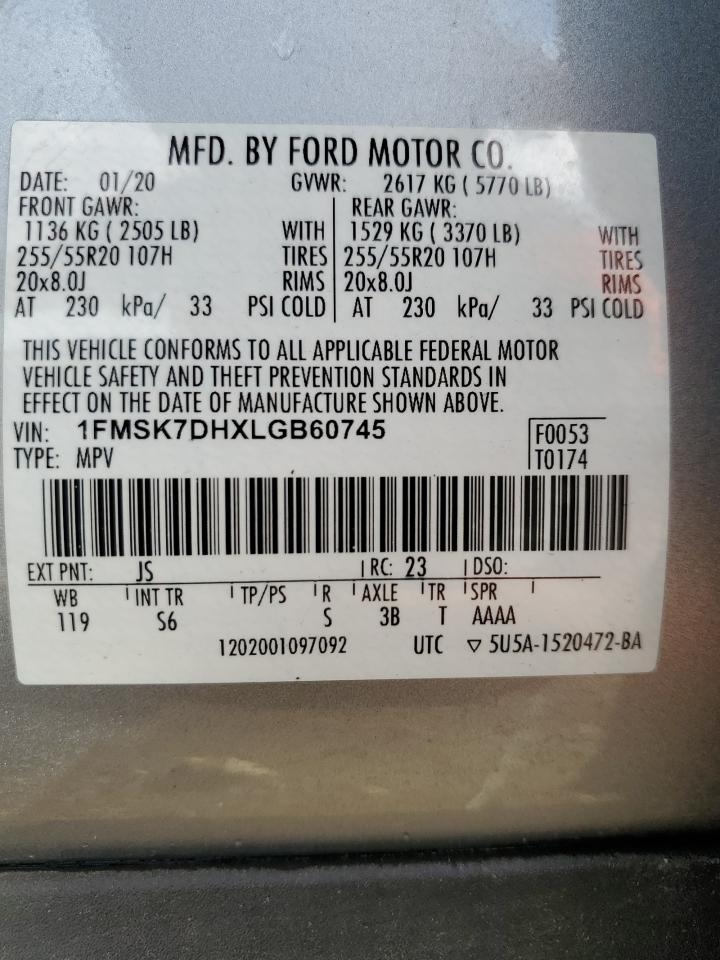 MFD. BY FORD MOTOR CO.
DATE: 01/20 GVWR: 2617 KG ( 5770 LB)
FRONT GAWR: REAR GAWR:
1136 KG ( 2505 LB) WITH 1529 KG ( 3370 LB) WITH
255/55R20 107H TIRES 255/55R20 107H TIRES
20x8.0J RIMS 20x8.0J RIMS
AT 230 kPa/ 33 PSI COLD AT 230 kPa/ 33 PSI COLD
THIS VEHICLE CONFORMS TO ALL APPLICABLE FEDERAL MOTOR
VEHICLE SAFETY AND THEFT PREVENTION STANDARDS IN
EFFECT ON THE DATE OF MANUFACTURE SHOWN ABOVE.
VIN: 1FMSK7DHXLGB60745 F0053
TYPE: MPV T0174
EXT PNT: JS RC: 23 DSO:
WB INT TR TP/PS R AXLE TR SPR
119 S6 S 3B T AAAA
1202001097092 UTC ▽ 5U5A-1520472-BA